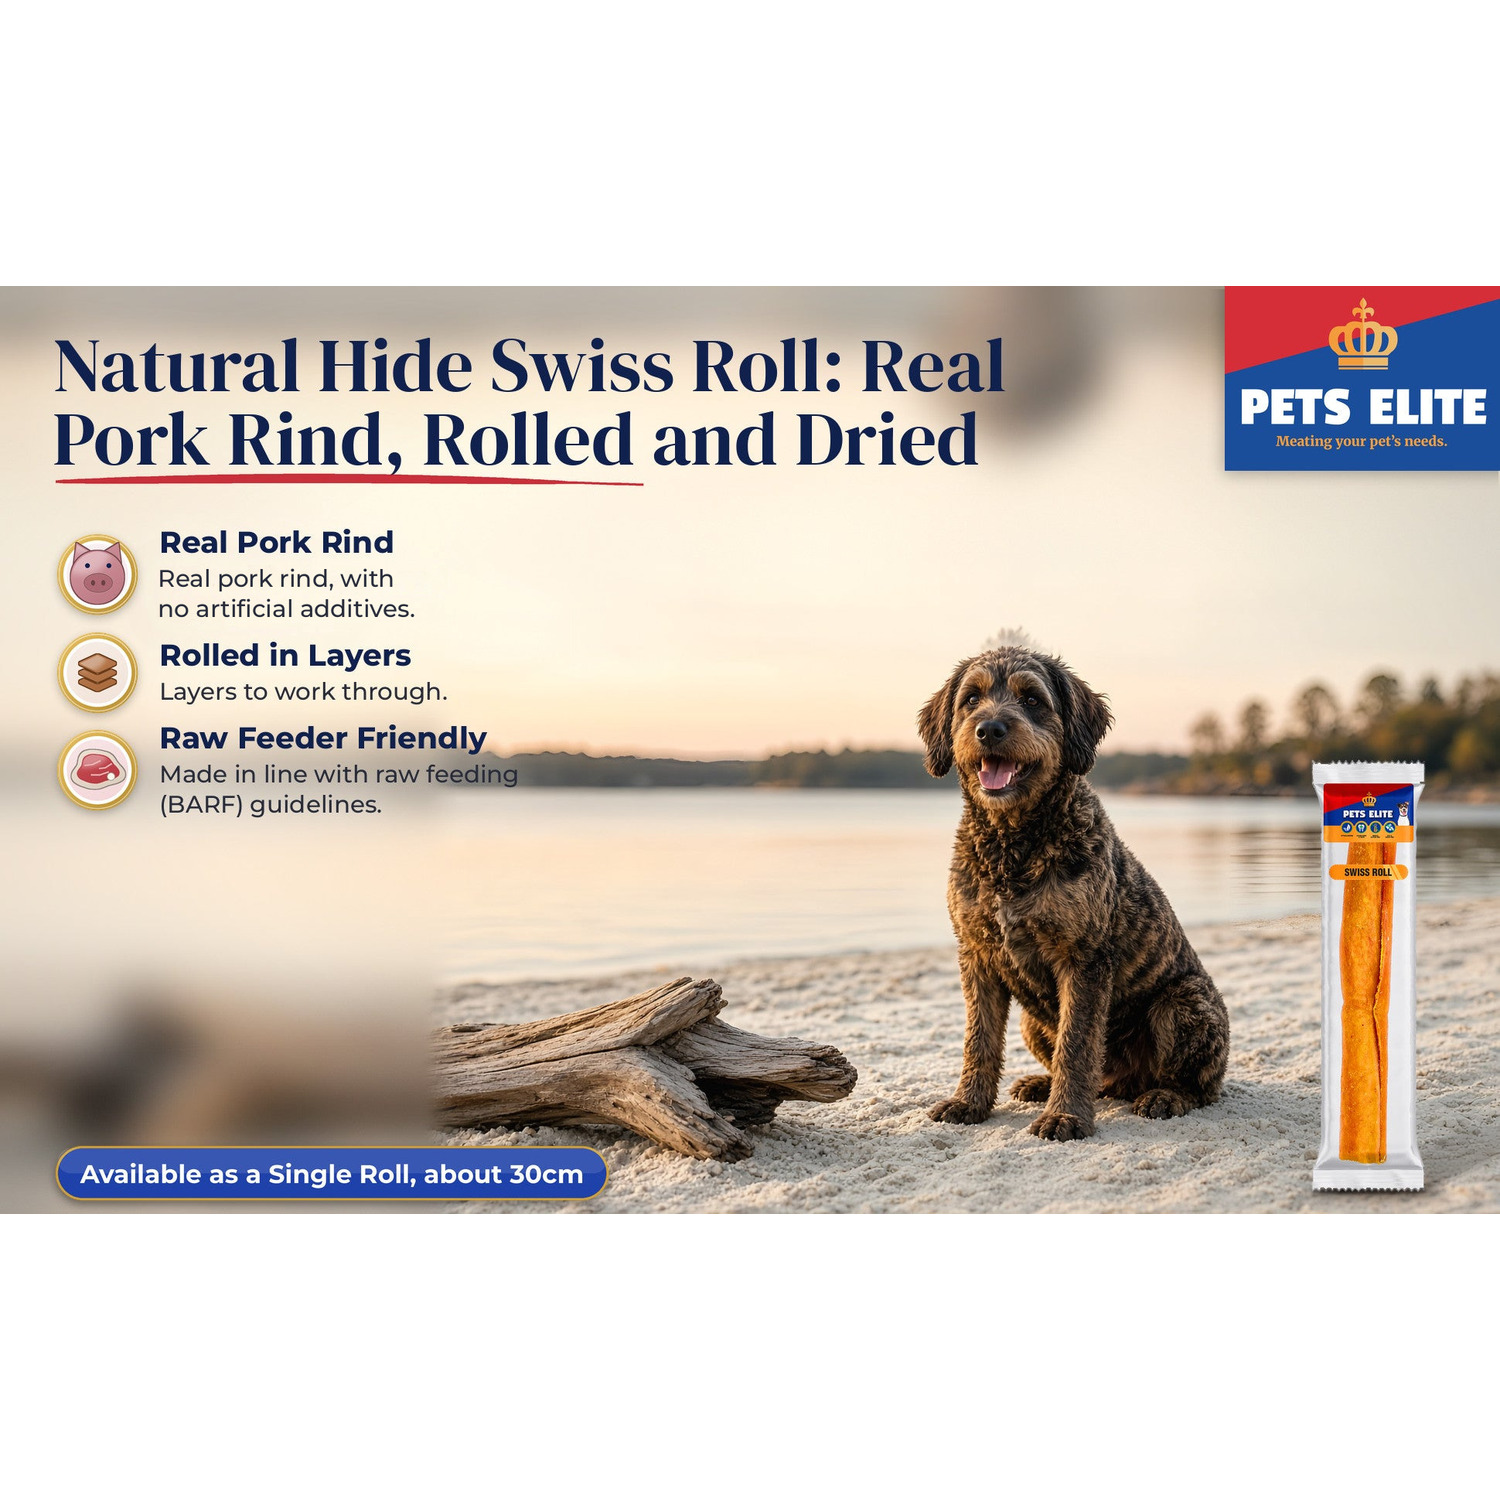 Natural Hide Swiss Roll: Real
Pork Rind, Rolled and Dried
PETS ELITE
Meating your pet's needs.
Real Pork Rind
Real pork rind, with
no artificial additives.
Rolled in Layers
Layers to work through.
Raw Feeder Friendly
Made in line with raw feeding
(BARF) guidelines.
PETS ELITE
SWISS ROLL
Available as a Single Roll, about 30cm